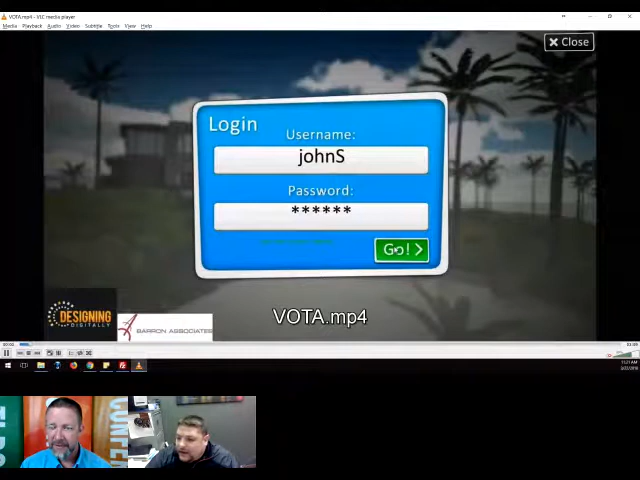 VOTA.mp4 - VLC media player
Media Playback Audio Video Subtitle Tools View Help
Close
Login
Username:
johnS
Password:
******
Go!
DESIGNING
DIGITALLY
BARRON ASSOCIATES
VOTA.mp4